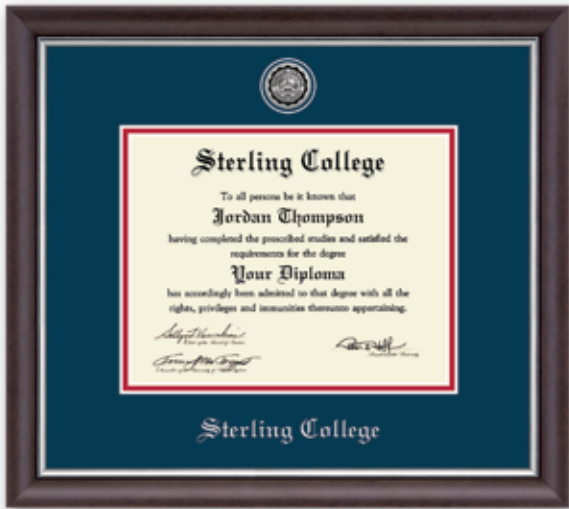 Sterling College
To all persons be it known that
Jordan Thompson
having completed the prescribed studies and satisfied the
requirements for the degree
Your Diploma
has accordingly been admitted to that degree with all the
rights, privileges and immunities thereunto appertaining.
Sterling College